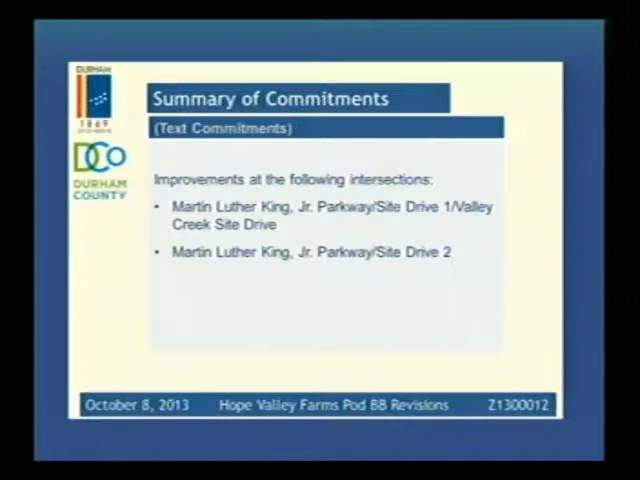 DURHAM
1869
DCO
DURHAM
COUNTY
Summary of Commitments
(Text Commitments)
Improvements at the following intersections:
• Martin Luther King, Jr. Parkway/Site Drive 1/Valley
Creek Site Drive
• Martin Luther King, Jr. Parkway/Site Drive 2
October 8, 2013 Hope Valley Farms Pod BB Revisions Z1300012